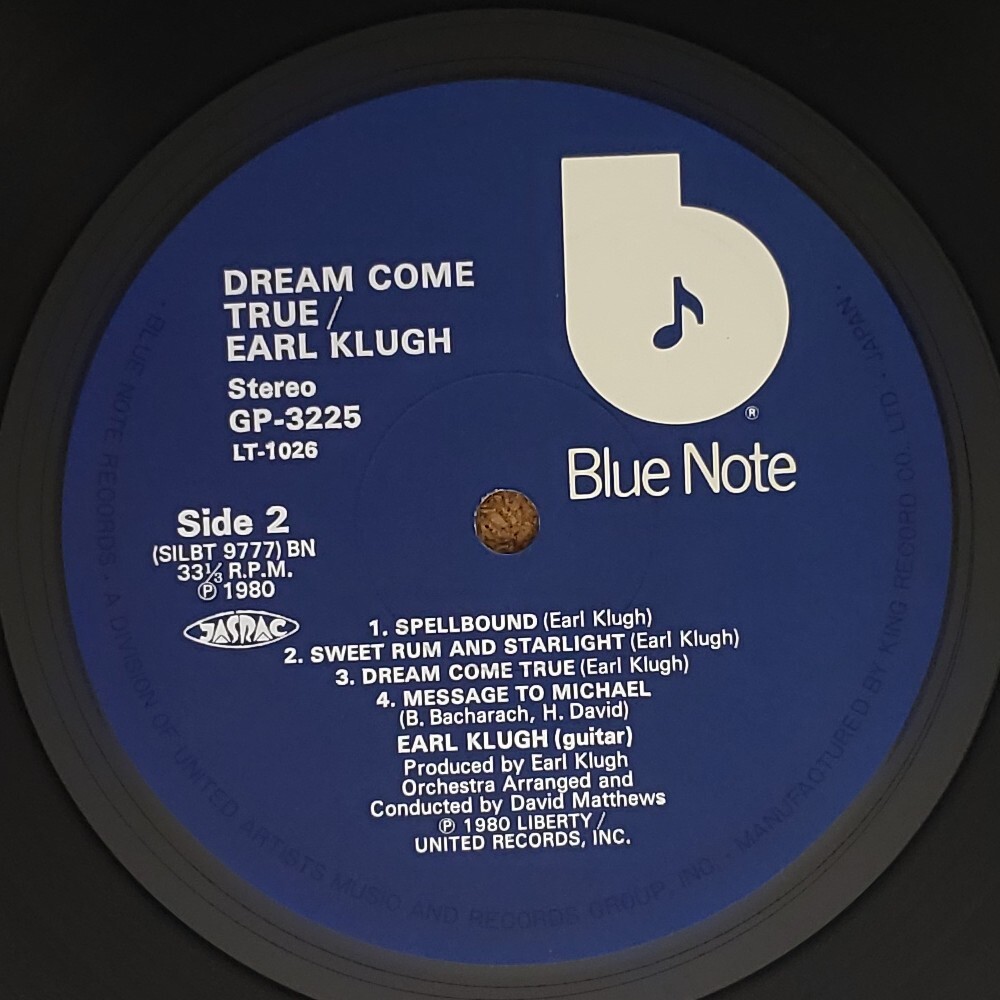 DREAM COME
TRUE /
EARL KLUGH
Stereo
GP-3225
LT-1026
®
Blue Note
Side 2
(SILBT 9777) BN
33⅓ R.P.M.
Ⓟ 1980
JASRAC
1. SPELLBOUND (Earl Klugh)
2. SWEET RUM AND STARLIGHT (Earl Klugh)
3. DREAM COME TRUE (Earl Klugh)
4. MESSAGE TO MICHAEL
(B. Bacharach, H. David)
EARL KLUGH (guitar)
Produced by Earl Klugh
Orchestra Arranged and
Conducted by David Matthews
Ⓟ 1980 LIBERTY/
UNITED RECORDS, INC.
· BLUE NOTE RECORDS · A DIVISION OF UNITED ARTISTS MUSIC AND RECORDS GROUP, INC. · MANUFACTURED BY KING RECORD CO., LTD. · JAPAN ·